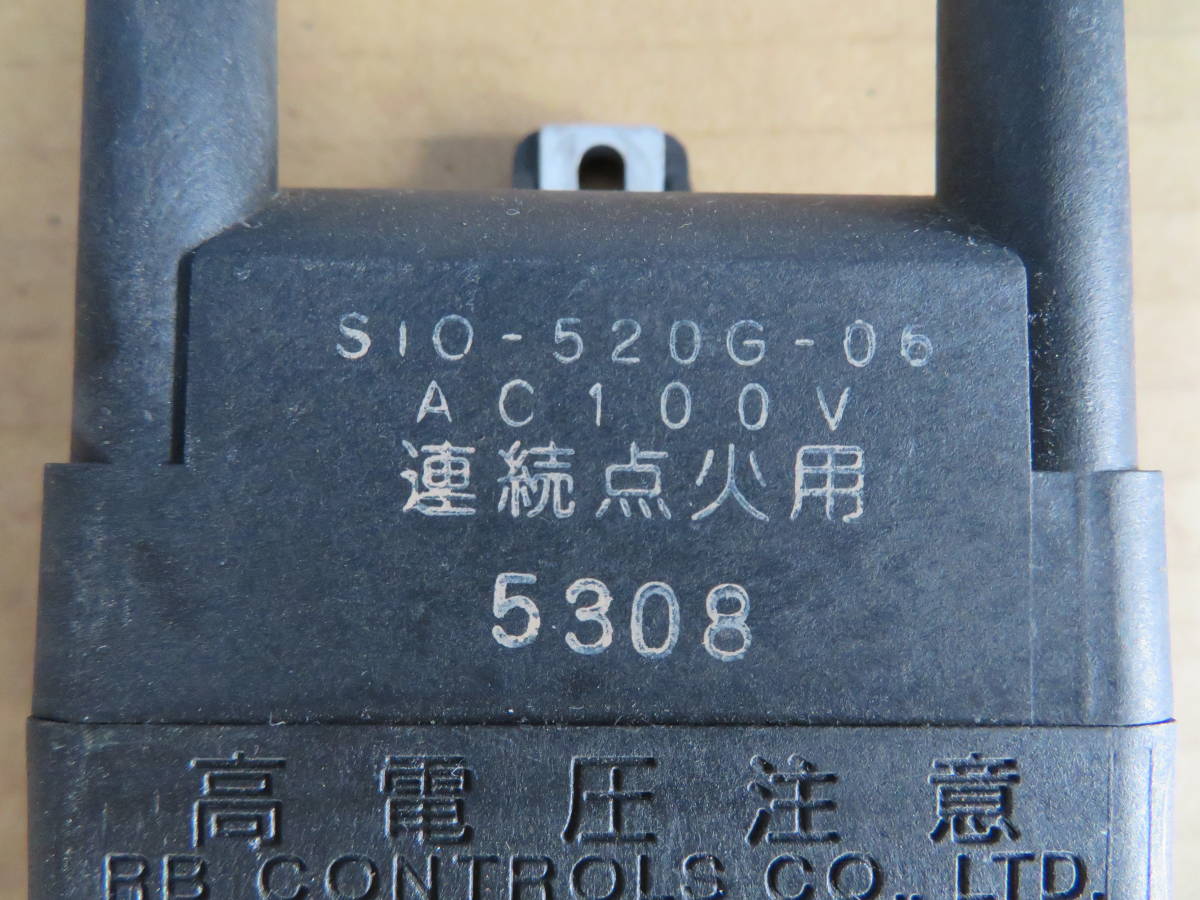 SIO-520G-06
AC100V
連続点火用
5308
高電圧注意
RB CONTROLS CO., LTD.